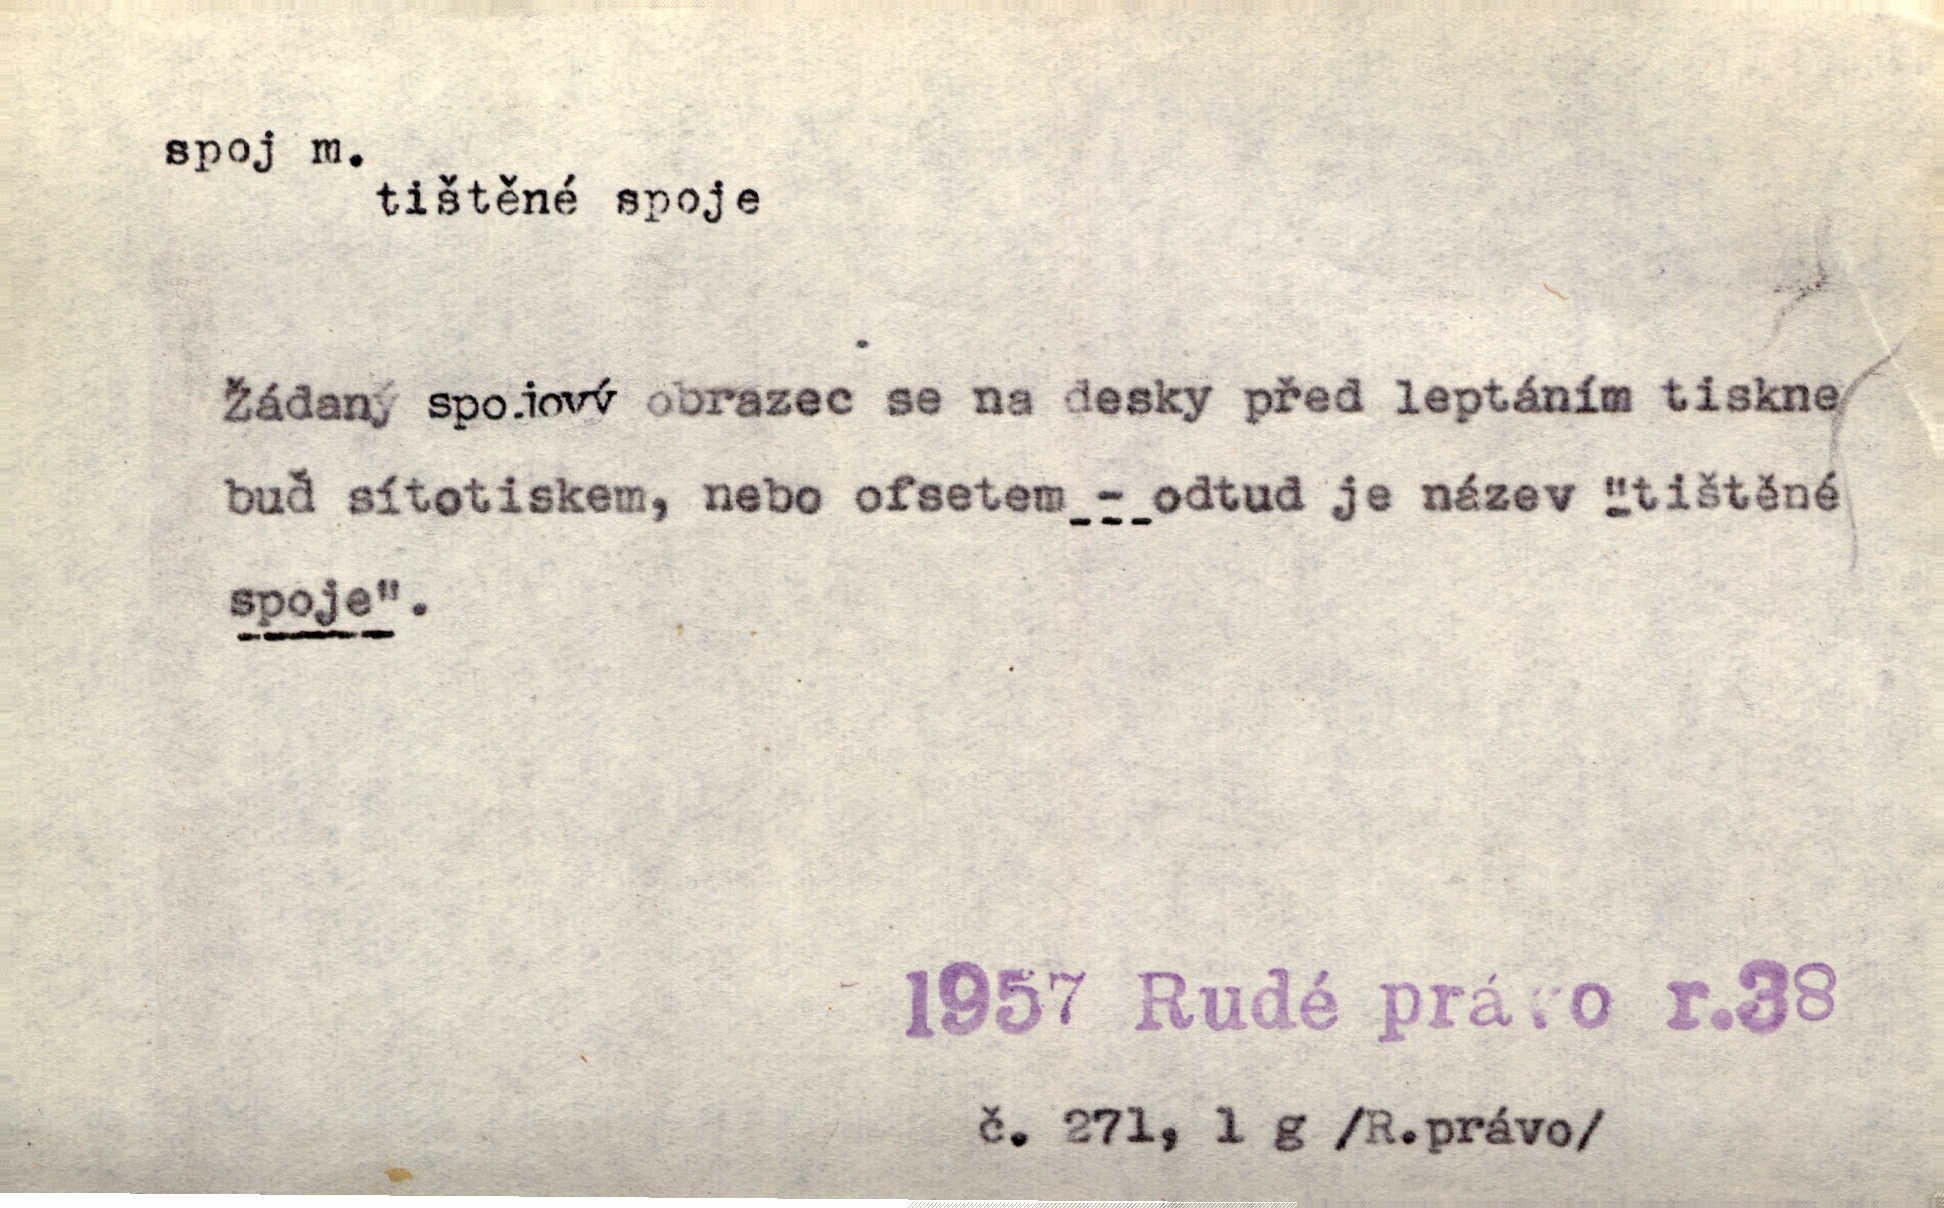 spoj m.
tištěné spoje
Žádaný spojový obrazec se na desky před leptáním tiskne
buď sítotiskem, nebo ofsetem - odtud je název "tištěné
spoje".
1957 Rudé právo r.38
č. 271, 1 g /R.právo/